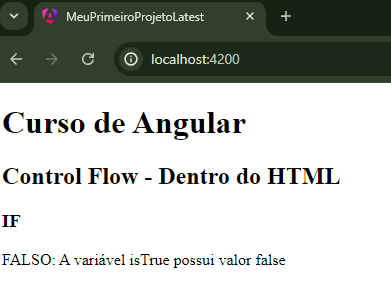 MeuPrimeiroProjetoLatest
localhost:4200
Curso de Angular
Control Flow - Dentro do HTML
IF
FALSO: A variável isTrue possui valor false